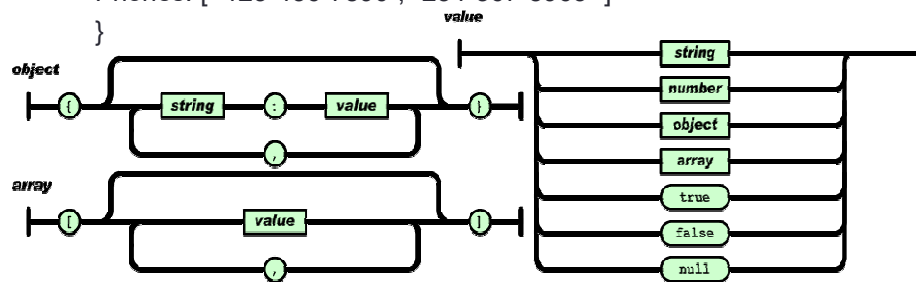 }
value
object
{ string : value }
,
array
[ value ]
,
string
number
object
array
true
false
null